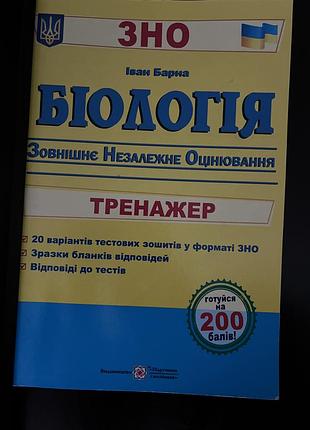 ЗНО
Іван Барна
БІОЛОГІЯ
Зовнішнє Незалежне Оцінювання
ТРЕНАЖЕР
20 варіантів тестових зошитів у форматі ЗНО
Зразки бланків відповідей
Відповіді до тестів
готуйся на
200
балів!
Видавництво